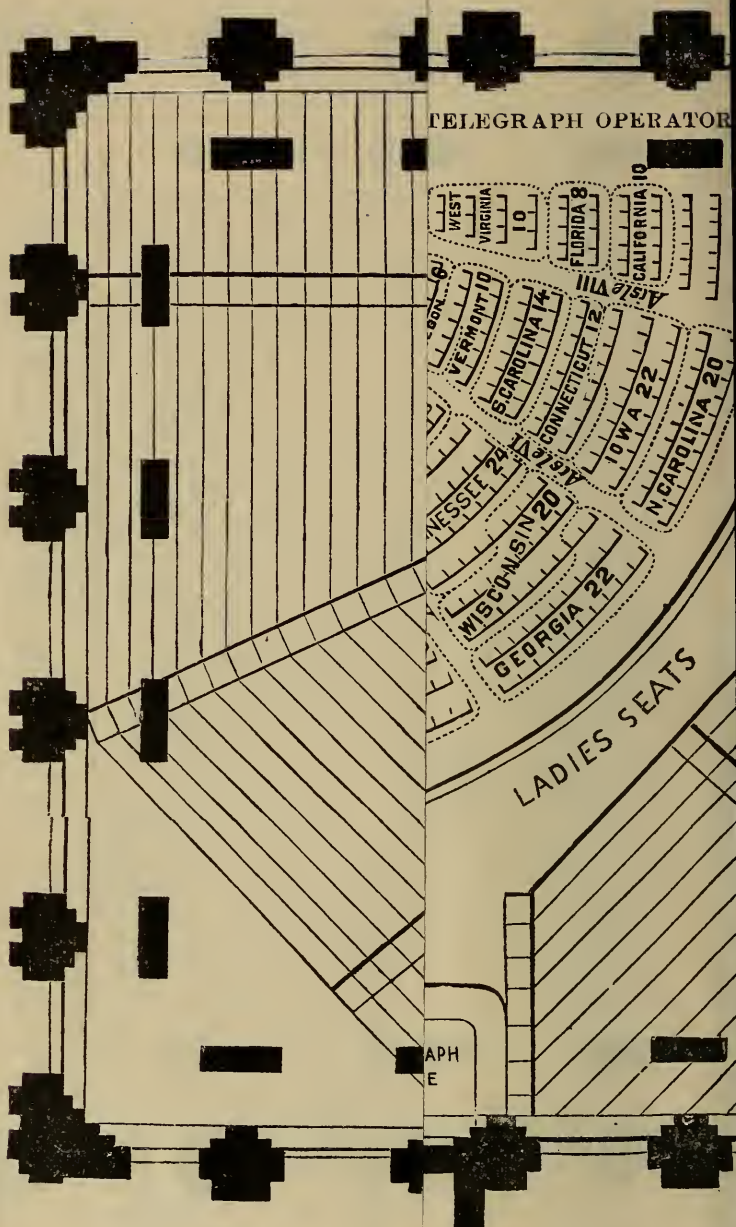 TELEGRAPH OPERATOR
WEST
VIRGINIA
10
FLORIDA 8
CALIFORNIA 10
Aisle VIII
GON. 6
VERMONT 10
S. CAROLINA 14
CONNECTICUT 12
IOWA 22
N. CAROLINA 20
Aisle VI
NESSEE 24
WISCONSIN 20
GEORGIA 22
LADIES SEATS
APH
E